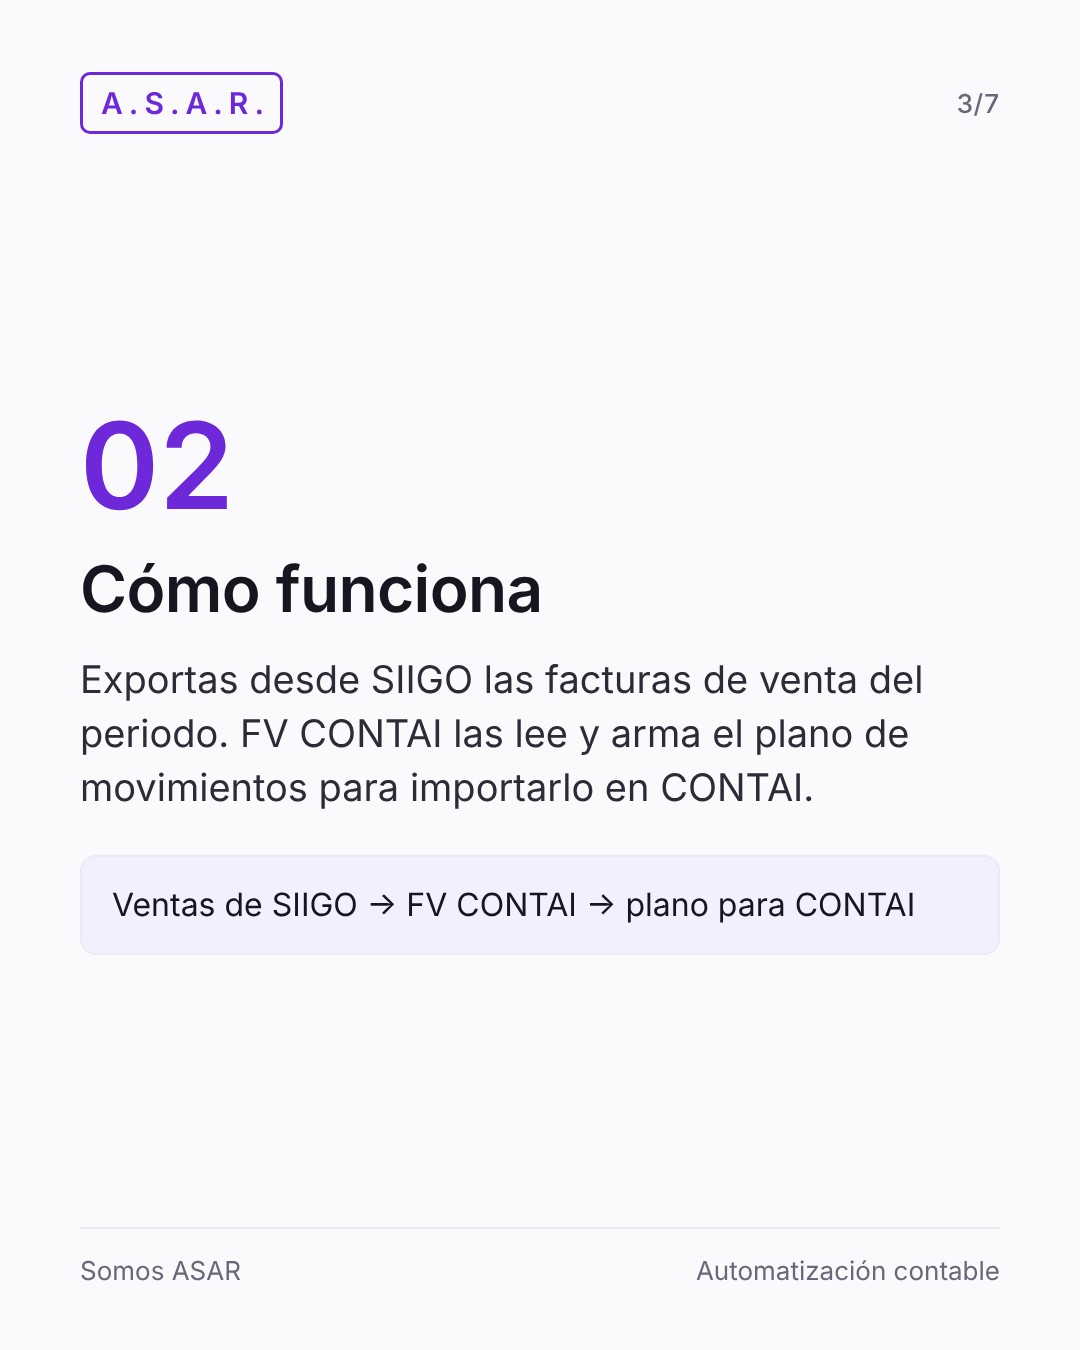 A.S.A.R.
3/7
02
Cómo funciona
Exportas desde SIIGO las facturas de venta del
periodo. FV CONTAI las lee y arma el plano de
movimientos para importarlo en CONTAI.
Ventas de SIIGO → FV CONTAI → plano para CONTAI
Somos ASAR
Automatización contable